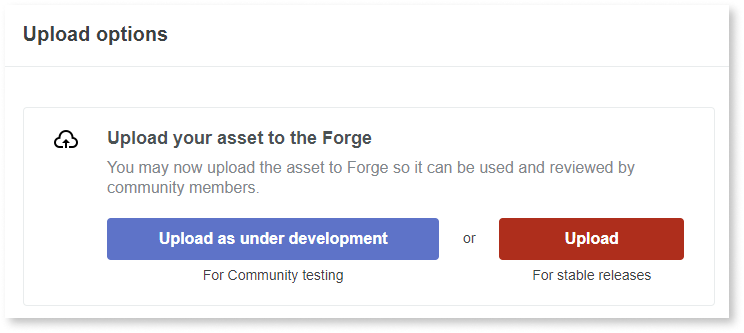 Upload options
Upload your asset to the Forge
You may now upload the asset to Forge so it can be used and reviewed by
community members.
Upload as under development
or
Upload
For Community testing
For stable releases